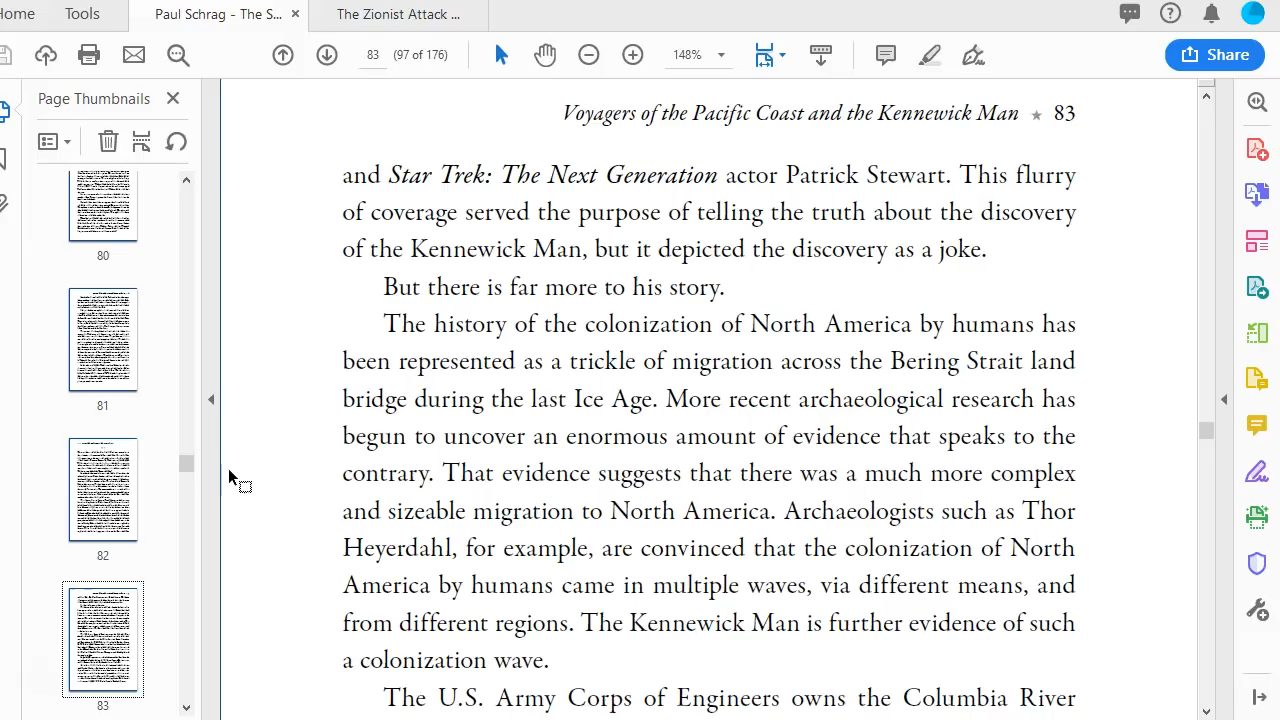 Home
Tools
Paul Schrag - The S...
The Zionist Attack ...
83
(97 of 176)
148%
Share
Page Thumbnails
80
81
82
83
Voyagers of the Pacific Coast and the Kennewick Man ★ 83
and Star Trek: The Next Generation actor Patrick Stewart. This flurry
of coverage served the purpose of telling the truth about the discovery
of the Kennewick Man, but it depicted the discovery as a joke.
But there is far more to his story.
The history of the colonization of North America by humans has
been represented as a trickle of migration across the Bering Strait land
bridge during the last Ice Age. More recent archaeological research has
begun to uncover an enormous amount of evidence that speaks to the
contrary. That evidence suggests that there was a much more complex
and sizeable migration to North America. Archaeologists such as Thor
Heyerdahl, for example, are convinced that the colonization of North
America by humans came in multiple waves, via different means, and
from different regions. The Kennewick Man is further evidence of such
a colonization wave.
The U.S. Army Corps of Engineers owns the Columbia River